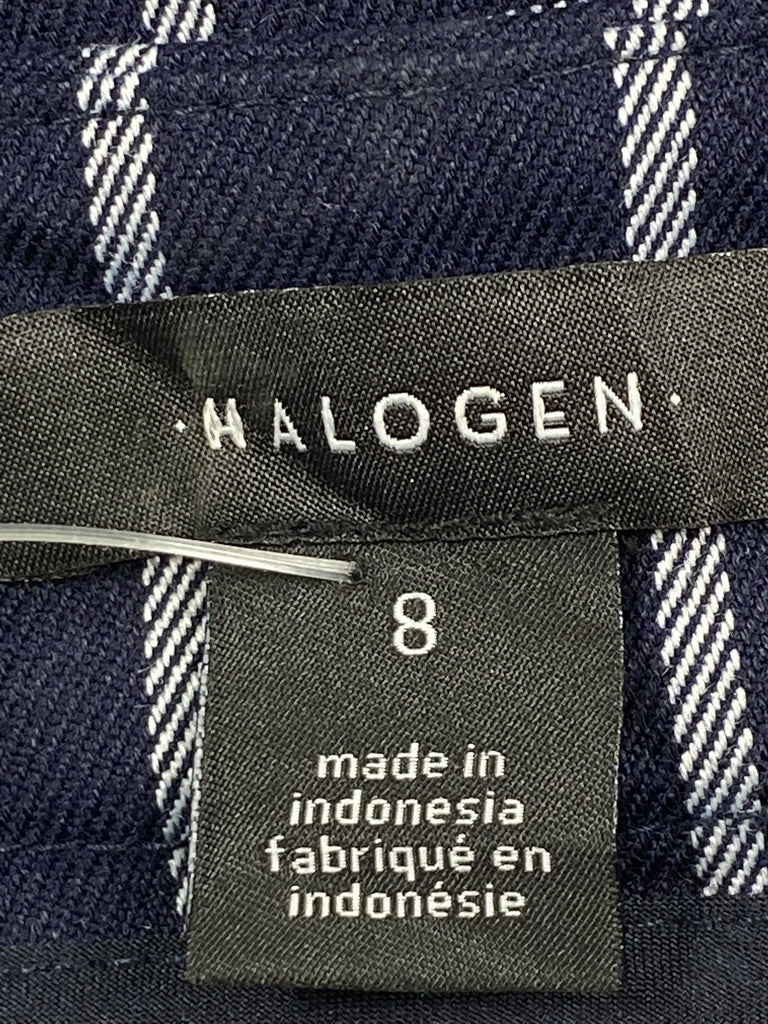 ·HALOGEN·
8
made in
indonesia
fabriqué en
indonésie